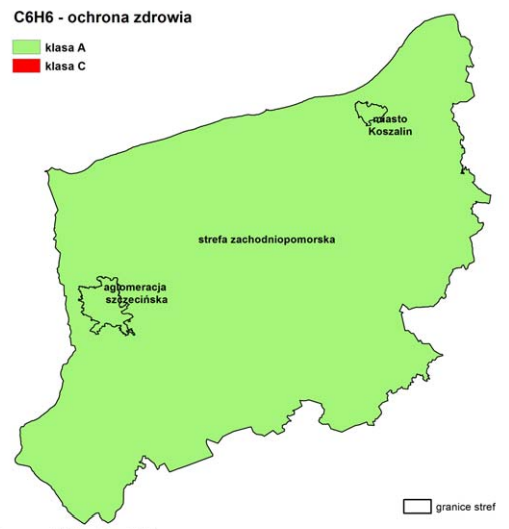 C6H6 - ochrona zdrowia
klasa A
klasa C
miasto
Koszalin
strefa zachodniopomorska
aglomeracja
szczecińska
granice stref